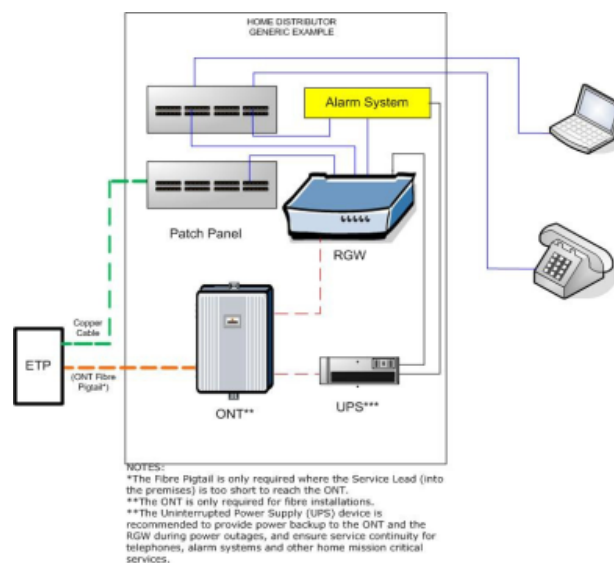 HOME DISTRIBUTOR
GENERIC EXAMPLE
Alarm System
Patch Panel
RGW
Copper
Cable
ETP
(ONT Fibre
Pigtail*)
ONT**
UPS***
NOTES:
*The Fibre Pigtail is only required where the Service Lead (into
the premises) is too short to reach the ONT.
**The ONT is only required for fibre installations.
**The Uninterrupted Power Supply (UPS) device is
recommended to provide power backup to the ONT and the
RGW during power outages, and ensure service continuity for
telephones, alarm systems and other home mission critical
services.